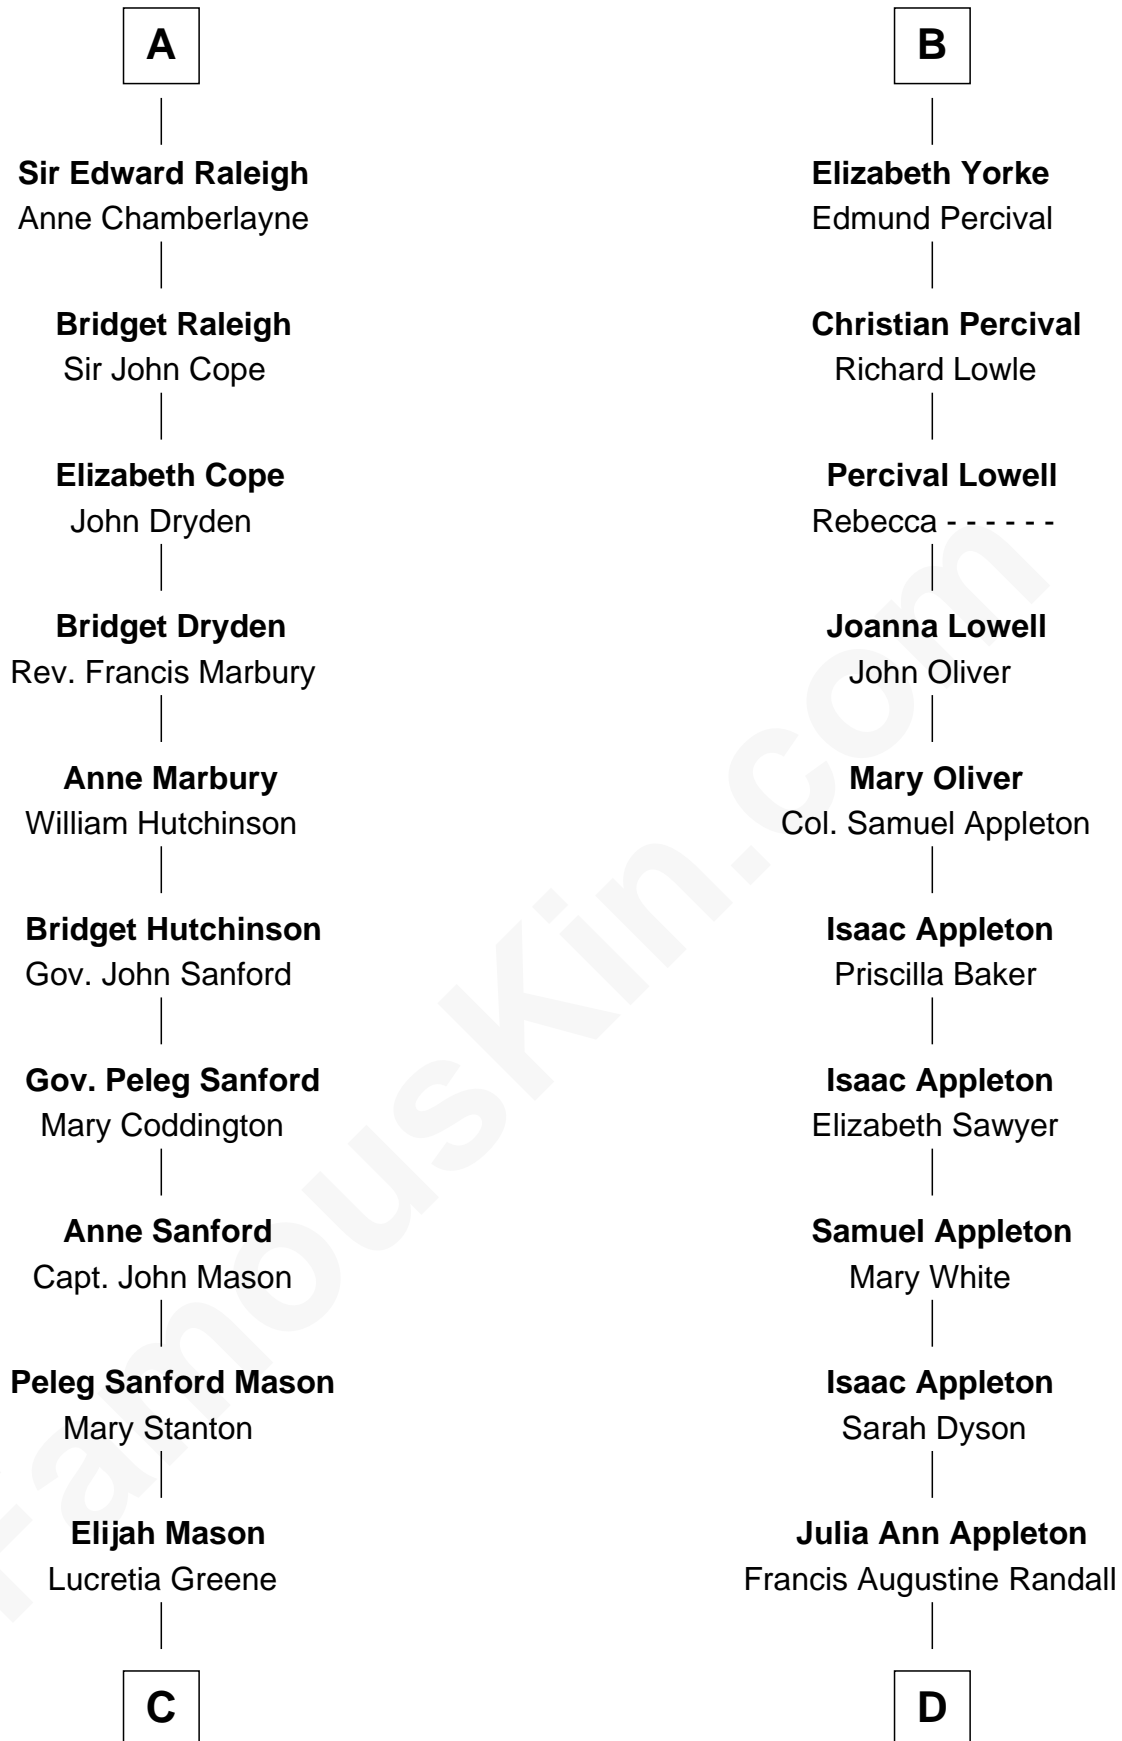 A
Sir Edward Raleigh
Anne Chamberlayne
Bridget Raleigh
Sir John Cope
Elizabeth Cope
John Dryden
Bridget Dryden
Rev. Francis Marbury
Anne Marbury
William Hutchinson
Bridget Hutchinson
Gov. John Sanford
Gov. Peleg Sanford
Mary Coddington
Anne Sanford
Capt. John Mason
Peleg Sanford Mason
Mary Stanton
Elijah Mason
Lucretia Greene
C
B
Elizabeth Yorke
Edmund Percival
Christian Percival
Richard Lowle
Percival Lowell
Rebecca - - - - - -
Joanna Lowell
John Oliver
Mary Oliver
Col. Samuel Appleton
Isaac Appleton
Priscilla Baker
Isaac Appleton
Elizabeth Sawyer
Samuel Appleton
Mary White
Isaac Appleton
Sarah Dyson
Julia Ann Appleton
Francis Augustine Randall
D
FamousKin.com